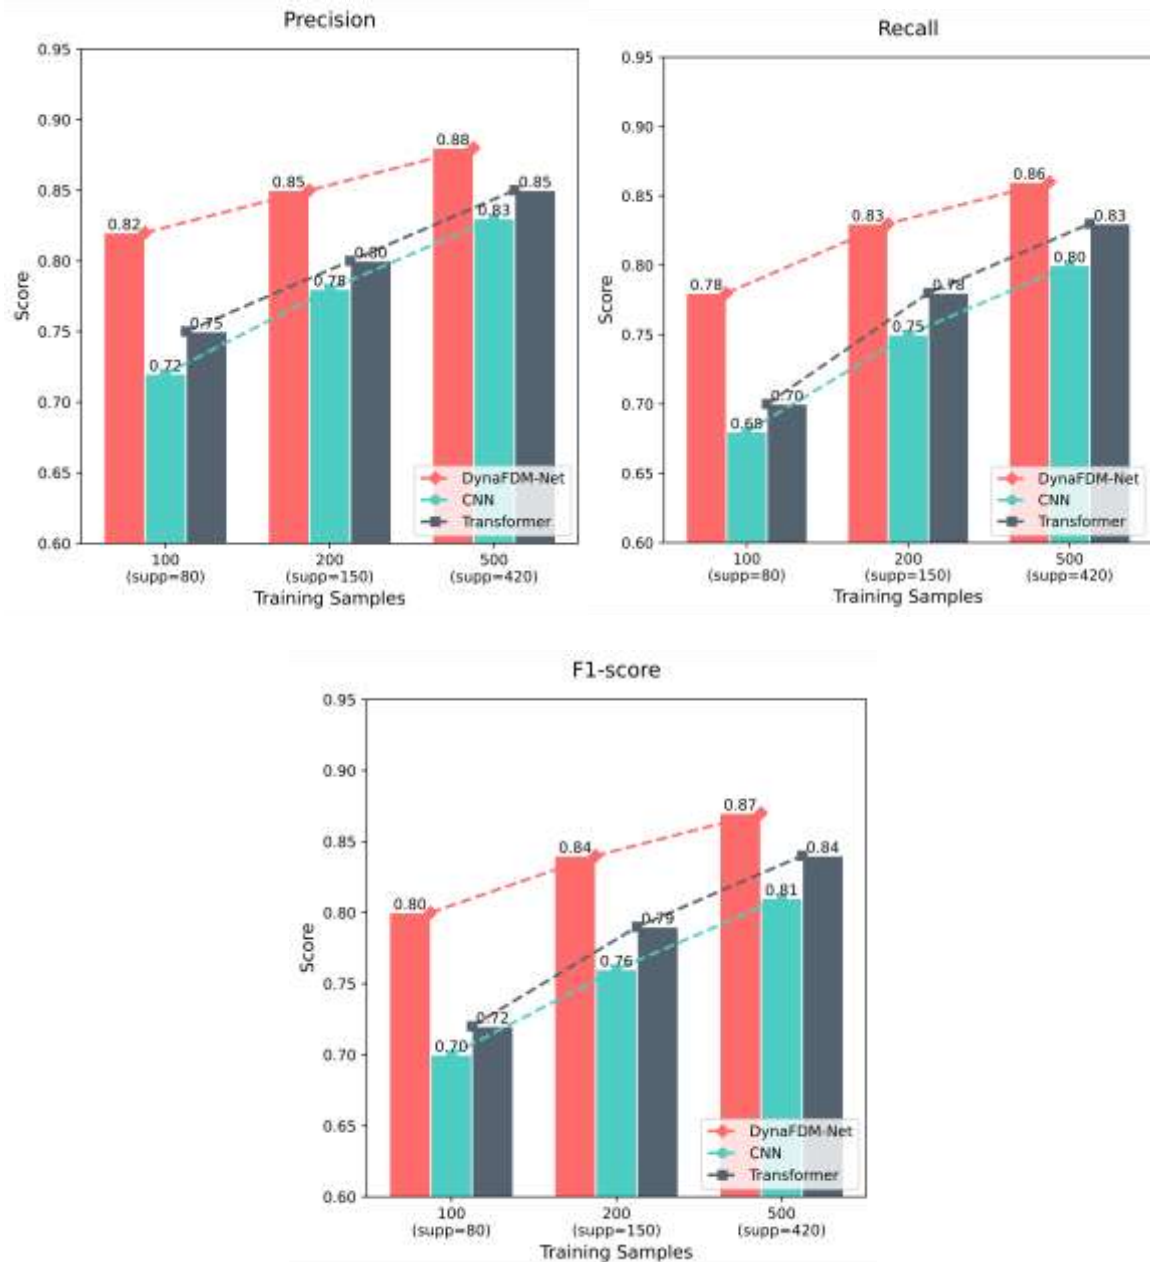 Precision
0.95
0.90
0.85
0.80
0.75
0.70
0.65
0.60
Score
0.82
0.72
0.75
0.85
0.78
0.80
0.88
0.83
0.85
DynaFDM-Net
CNN
Transformer
100
(supp=80)
200
(supp=150)
500
(supp=420)
Training Samples
Recall
0.95
0.90
0.85
0.80
0.75
0.70
0.65
0.60
Score
0.78
0.68
0.70
0.83
0.75
0.78
0.86
0.80
0.83
DynaFDM-Net
CNN
Transformer
100
(supp=80)
200
(supp=150)
500
(supp=420)
Training Samples
F1-score
0.95
0.90
0.85
0.80
0.75
0.70
0.65
0.60
Score
0.80
0.70
0.72
0.84
0.76
0.79
0.87
0.81
0.84
DynaFDM-Net
CNN
Transformer
100
(supp=80)
200
(supp=150)
500
(supp=420)
Training Samples